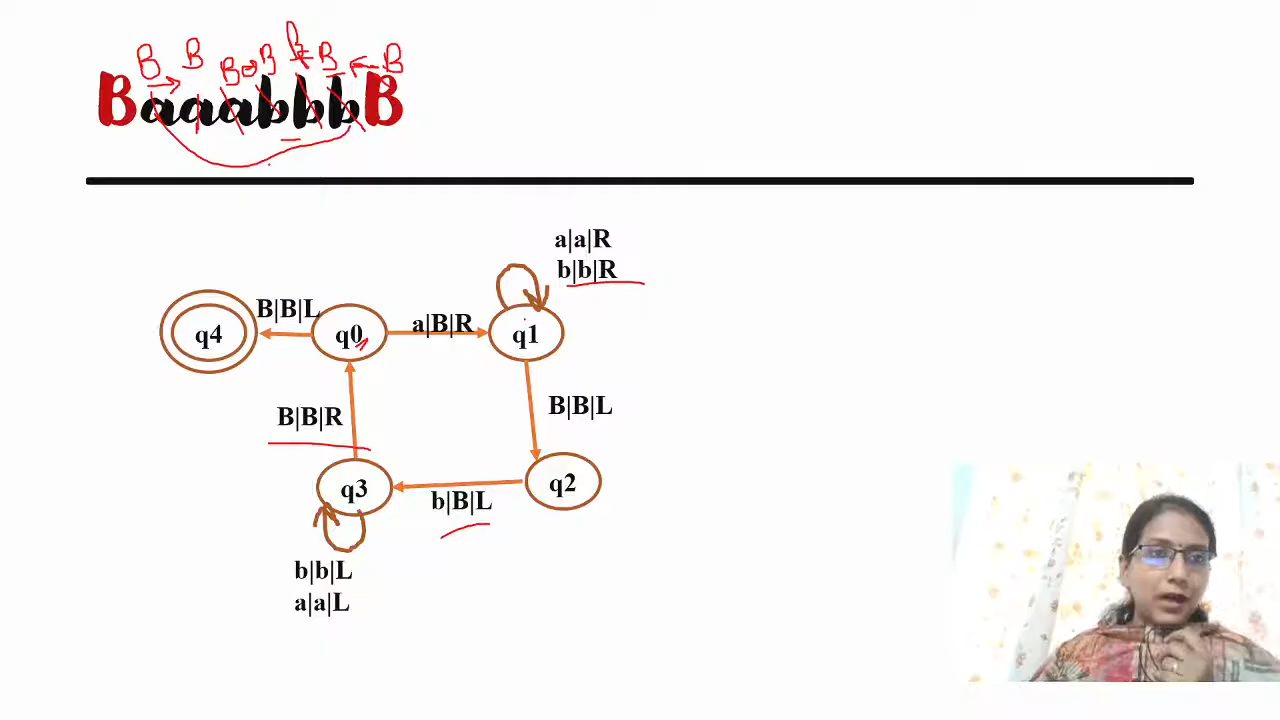 B B B B B B B
BaaabbbB
a|a|R
b|b|R
B|B|L
a|B|R
q4
q0
q1
B|B|R
B|B|L
q3
b|B|L
q2
b|b|L
a|a|L